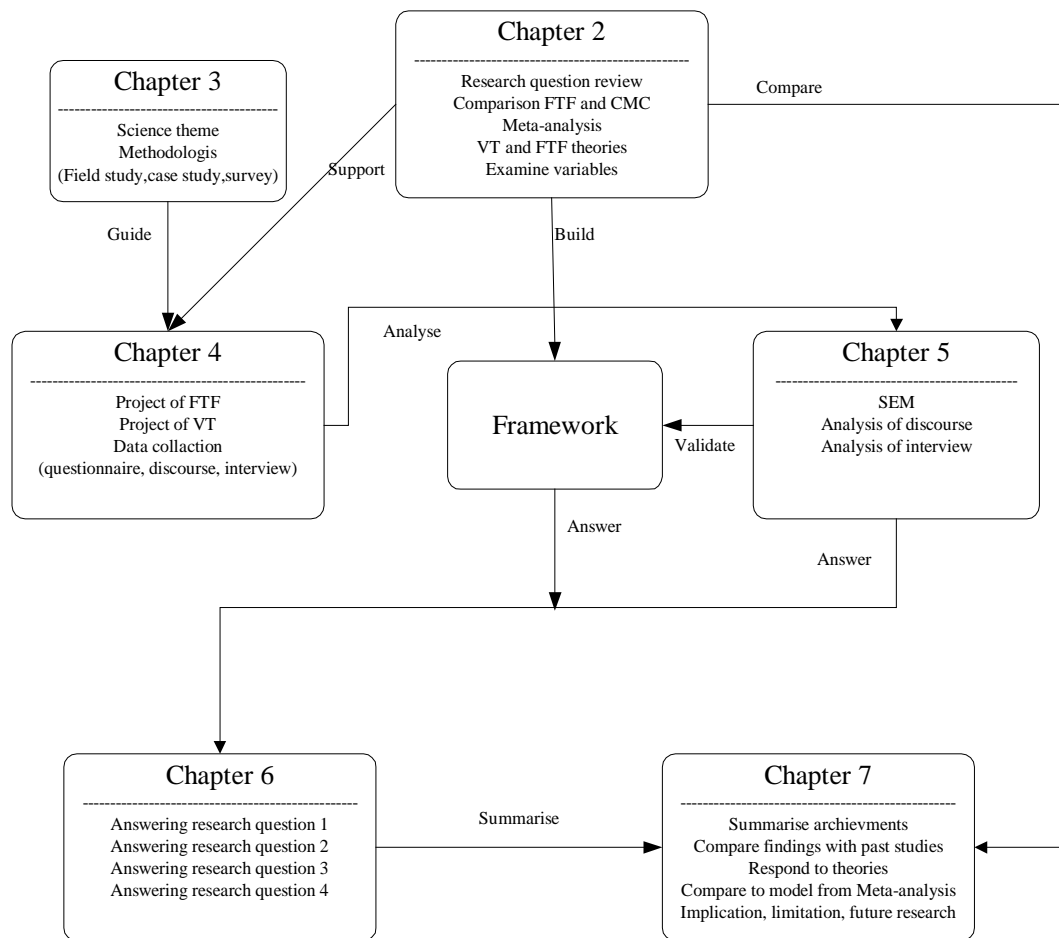 Chapter 2
Research question review
Comparison FTF and CMC
Meta-analysis
VT and FTF theories
Examine variables
Chapter 3
Science theme
Methodologis
(Field study,case study,survey)
Compare
Support
Guide
Build
Chapter 4
Project of FTF
Project of VT
Data collaction
(questionnaire, discourse, interview)
Analyse
Framework
Chapter 5
SEM
Analysis of discourse
Analysis of interview
Validate
Answer
Answer
Chapter 6
Answering research question 1
Answering research question 2
Answering research question 3
Answering research question 4
Summarise
Chapter 7
Summarise archievments
Compare findings with past studies
Respond to theories
Compare to model from Meta-analysis
Implication, limitation, future research